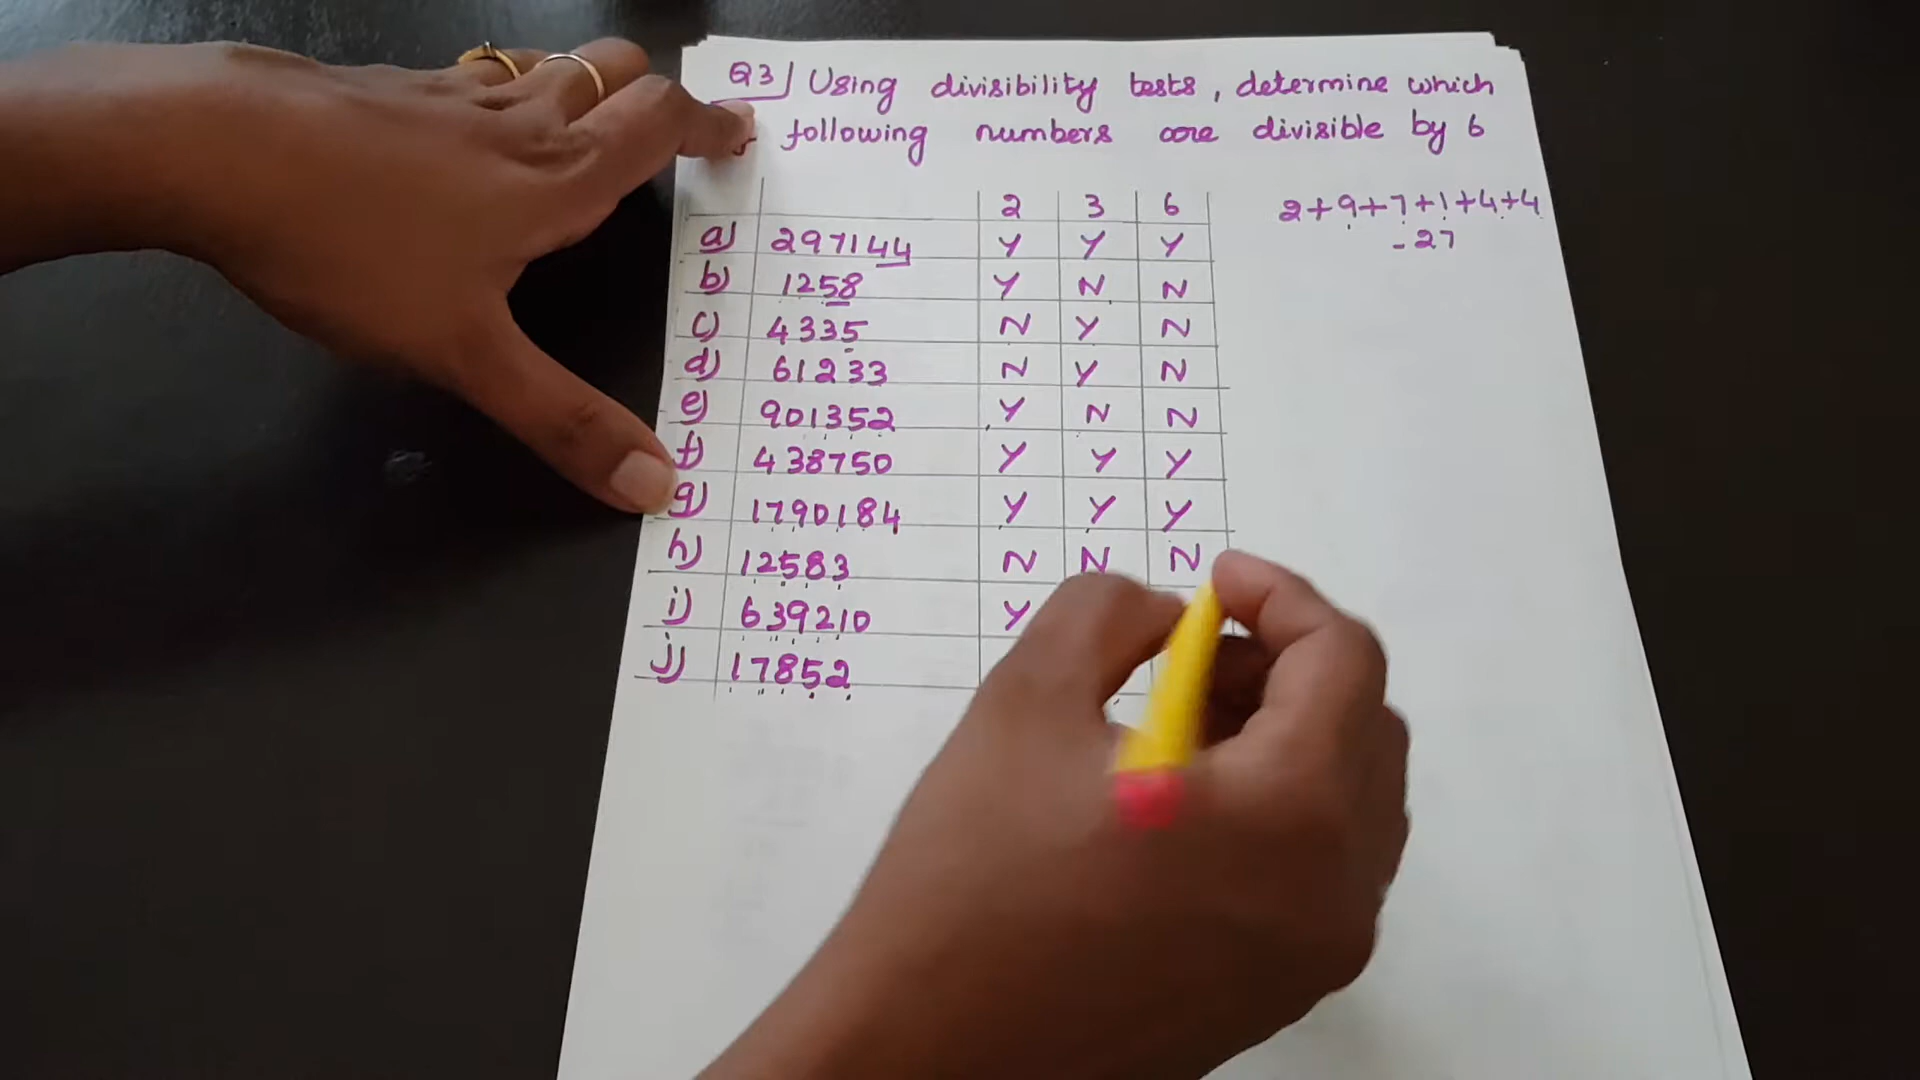 Q3 Using divisibility tests, determine which
following numbers are divisible by 6
2 3 6
2+9+7+1+4+4
- 27
a) 297144 Y Y Y
b) 1258 Y N N
c) 4335 N Y N
d) 61233 N Y N
e) 901352 Y N N
f) 438750 Y Y Y
g) 1790184 Y Y Y
h) 12583 N N N
i) 639210 Y
j) 17852